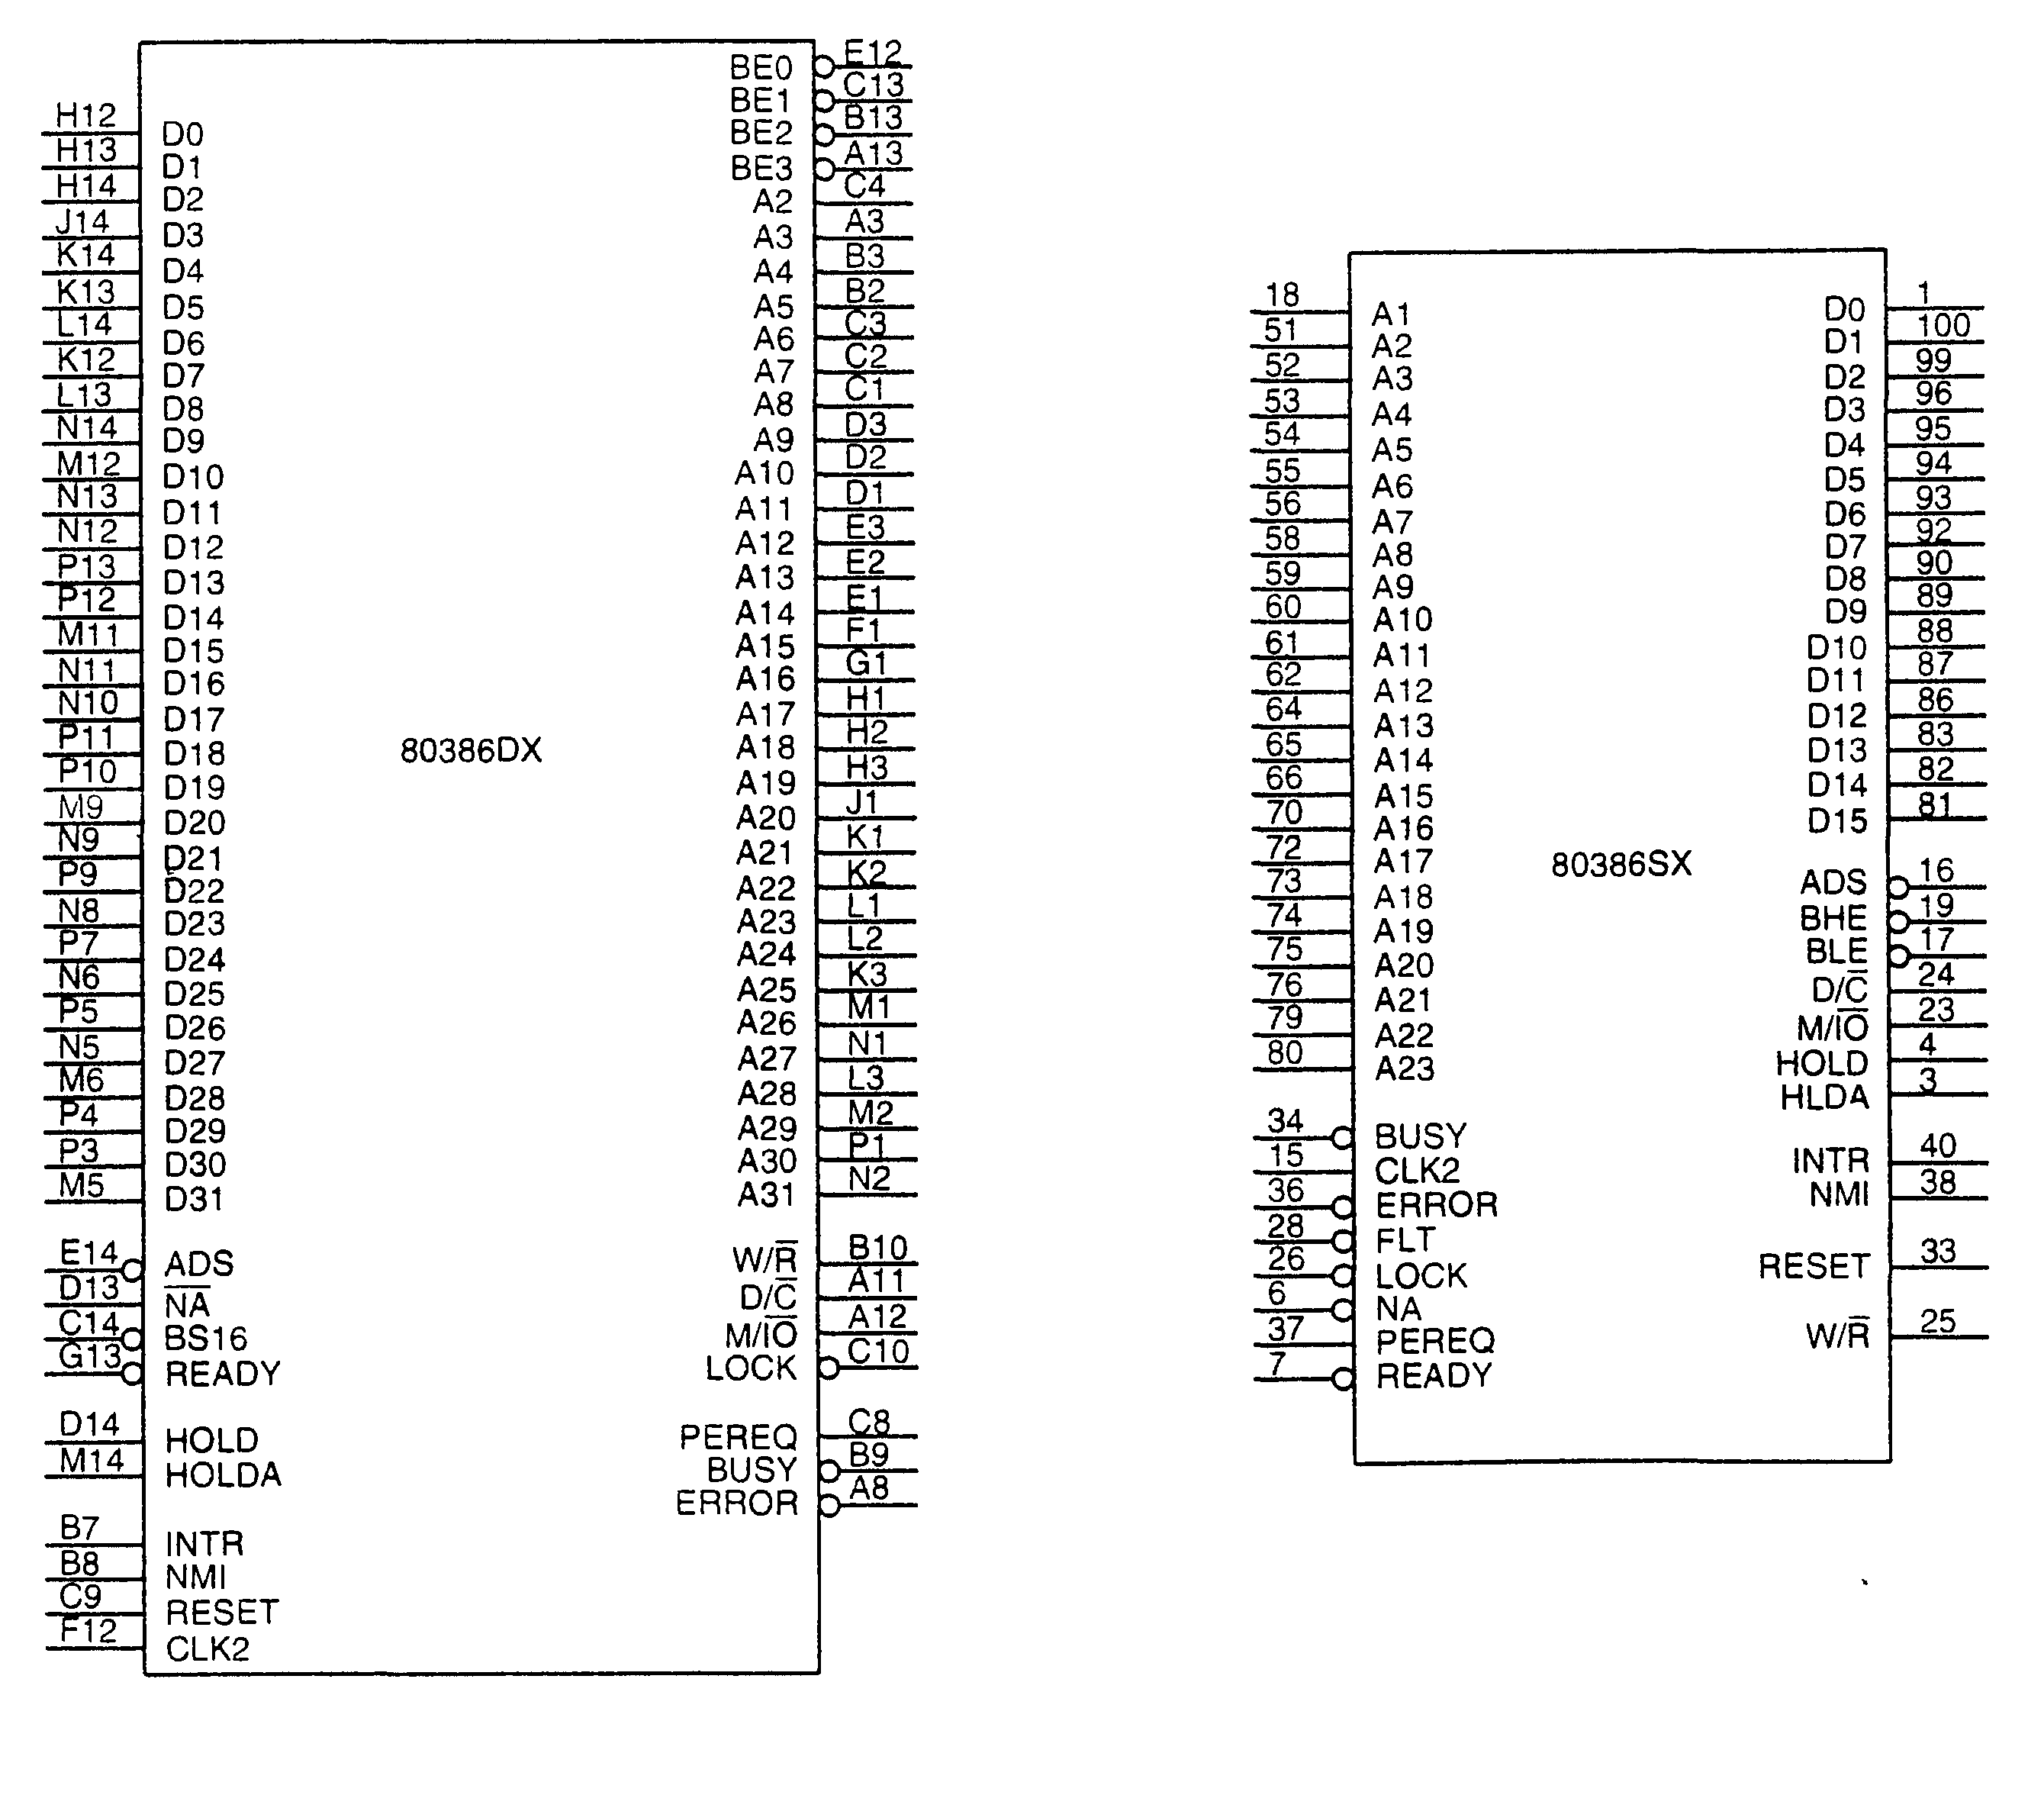 E12
BE0
C13
BE1
B13
BE2
A13
BE3
H12
D0
H13
D1
H14
D2
J14
D3
K14
D4
K13
D5
L14
D6
K12
D7
L13
D8
N14
D9
M12
D10
N13
D11
N12
D12
P13
D13
P12
D14
M11
D15
N11
D16
N10
D17
P11
D18
P10
D19
M9
D20
N9
D21
P9
D22
N8
D23
P7
D24
N6
D25
P5
D26
N5
D27
M6
D28
P4
D29
P3
D30
M5
D31
E14
ADS
D13
N̅A̅
C14
BS16
G13
READY
D14
HOLD
M14
HOLDA
B7
INTR
B8
NMI
C9
RESET
F12
CLK2
80386DX
C4
A2
A3
A3
B3
A4
B2
A5
C3
A6
C2
A7
C1
A8
D3
A9
D2
A10
D1
A11
E3
A12
E2
A13
E1
A14
F1
A15
G1
A16
H1
A17
H2
A18
H3
A19
J1
A20
K1
A21
K2
A22
L1
A23
L2
A24
K3
A25
M1
A26
N1
A27
L3
A28
M2
A29
P1
A30
N2
A31
B10
W/R̅
A11
D/C̅
A12
M/I̅O̅
C10
LOCK
C8
PEREQ
B9
BUSY
A8
ERROR
18
A1
51
A2
52
A3
53
A4
54
A5
55
A6
56
A7
58
A8
59
A9
60
A10
61
A11
62
A12
64
A13
65
A14
66
A15
70
A16
72
A17
73
A18
74
A19
75
A20
76
A21
79
A22
80
A23
34
BUSY
15
CLK2
36
ERROR
28
FLT
26
LOCK
6
NA
37
PEREQ
7
READY
80386SX
1
D0
100
D1
99
D2
96
D3
95
D4
94
D5
93
D6
92
D7
90
D8
89
D9
88
D10
87
D11
86
D12
83
D13
82
D14
81
D15
16
ADS
19
BHE
17
BLE
24
D/C̅
23
M/I̅O̅
4
HOLD
3
HLDA
40
INTR
38
NMI
33
RESET
25
W/R̅